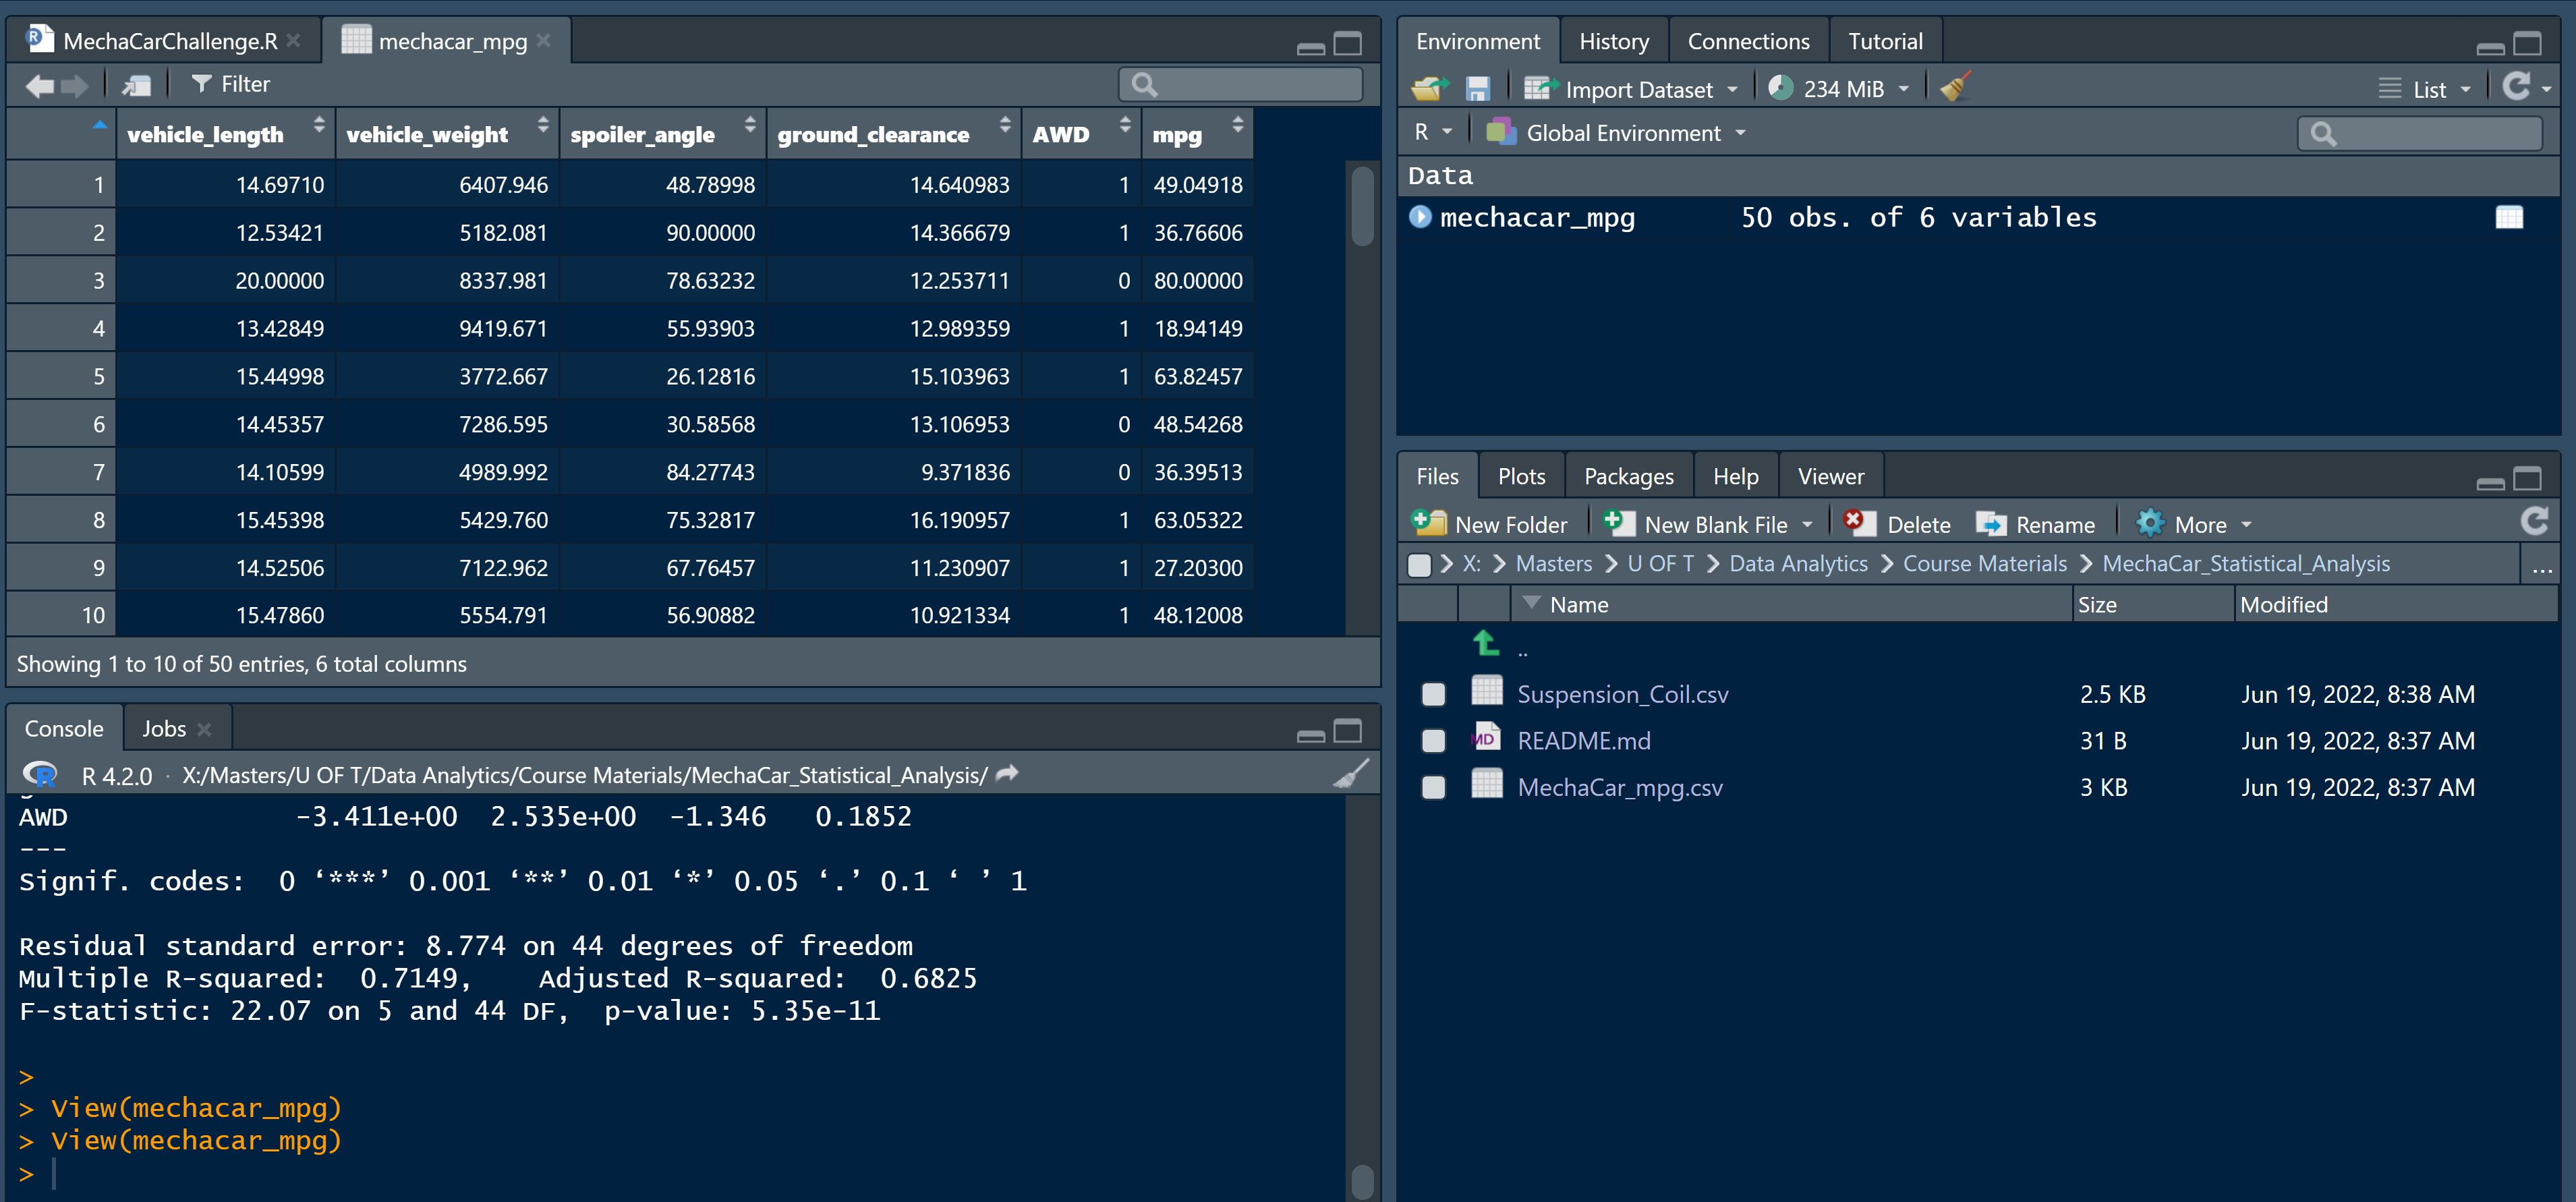 MechaCarChallenge.R
mechacar_mpg
Filter
vehicle_length vehicle_weight spoiler_angle ground_clearance AWD mpg
1 14.69710 6407.946 48.78998 14.640983 1 49.04918
2 12.53421 5182.081 90.00000 14.366679 1 36.76606
3 20.00000 8337.981 78.63232 12.253711 0 80.00000
4 13.42849 9419.671 55.93903 12.989359 1 18.94149
5 15.44998 3772.667 26.12816 15.103963 1 63.82457
6 14.45357 7286.595 30.58568 13.106953 0 48.54268
7 14.10599 4989.992 84.27743 9.371836 0 36.39513
8 15.45398 5429.760 75.32817 16.190957 1 63.05322
9 14.52506 7122.962 67.76457 11.230907 1 27.20300
10 15.47860 5554.791 56.90882 10.921334 1 48.12008
Showing 1 to 10 of 50 entries, 6 total columns
Console Jobs
R 4.2.0 · X:/Masters/U OF T/Data Analytics/Course Materials/MechaCar_Statistical_Analysis/
AWD -3.411e+00 2.535e+00 -1.346 0.1852
---
Signif. codes: 0 ‘***’ 0.001 ‘**’ 0.01 ‘*’ 0.05 ‘.’ 0.1 ‘ ’ 1
Residual standard error: 8.774 on 44 degrees of freedom
Multiple R-squared: 0.7149, Adjusted R-squared: 0.6825
F-statistic: 22.07 on 5 and 44 DF, p-value: 5.35e-11
>
> View(mechacar_mpg)
> View(mechacar_mpg)
>
Environment History Connections Tutorial
Import Dataset 234 MiB List
R Global Environment
Data
mechacar_mpg 50 obs. of 6 variables
Files Plots Packages Help Viewer
New Folder New Blank File Delete Rename More
X: Masters U OF T Data Analytics Course Materials MechaCar_Statistical_Analysis ...
Name Size Modified
..
Suspension_Coil.csv 2.5 KB Jun 19, 2022, 8:38 AM
MD README.md 31 B Jun 19, 2022, 8:37 AM
MechaCar_mpg.csv 3 KB Jun 19, 2022, 8:37 AM